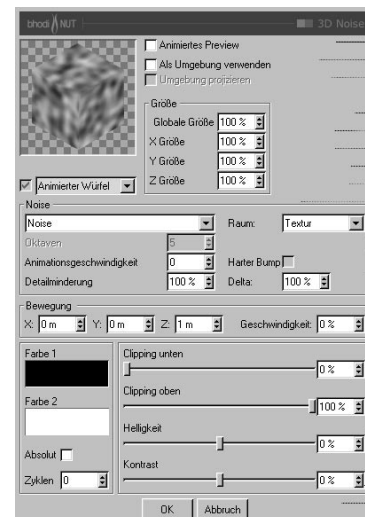 bhodi NUT
3D Noise
Animiertes Preview
Als Umgebung verwenden
Umgebung projizieren
Größe
Globale Größe 100 %
X Größe 100 %
Y Größe 100 %
Z Größe 100 %
Animierter Würfel
Noise
Noise Raum: Textur
Oktaven 5
Animationsgeschwindigkeit 0 Harter Bump
Detailminderung 100 % Delta: 100 %
Bewegung
X: 0 m Y: 0 m Z: 1 m Geschwindigkeit: 0 %
Farbe 1
Farbe 2
Absolut
Zyklen 0
Clipping unten
0 %
Clipping oben
100 %
Helligkeit
0 %
Kontrast
0 %
OK Abbruch